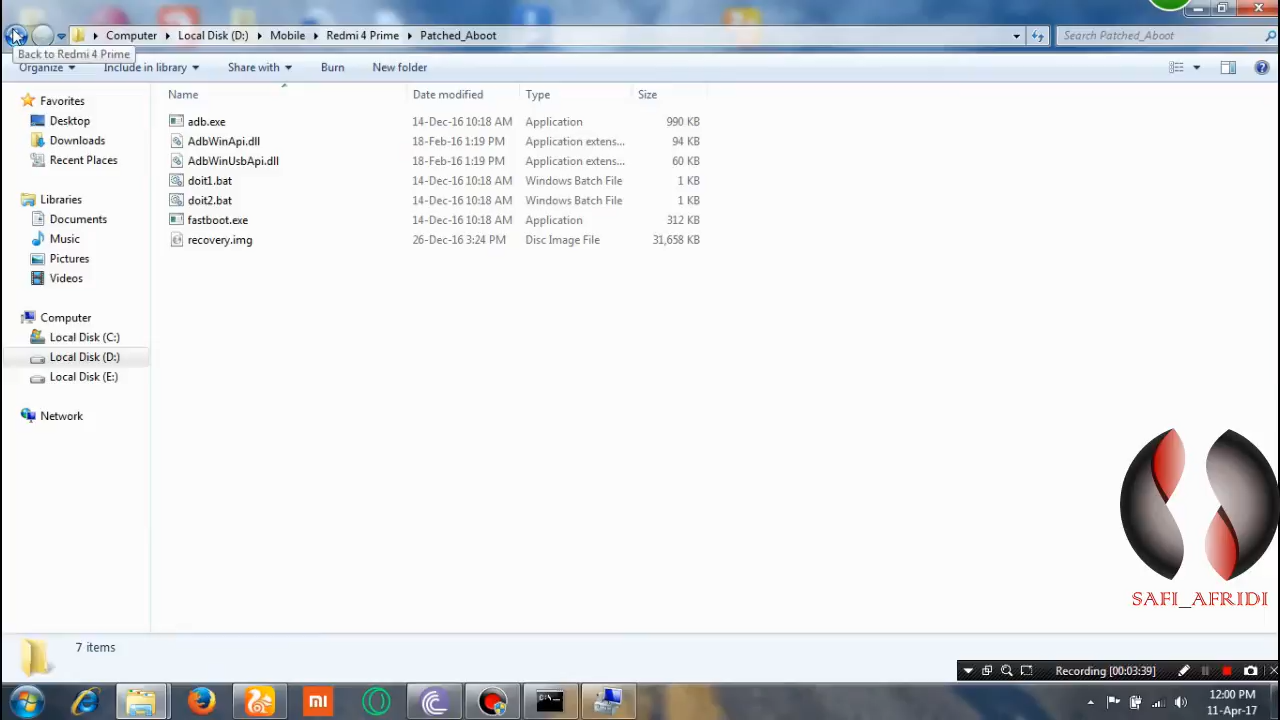 Computer Local Disk (D:) Mobile Redmi 4 Prime Patched_Aboot
Search Patched_Aboot
Back to Redmi 4 Prime
Organize Include in library Share with Burn New folder
Favorites
Desktop
Downloads
Recent Places
Libraries
Documents
Music
Pictures
Videos
Computer
Local Disk (C:)
Local Disk (D:)
Local Disk (E:)
Network
Name Date modified Type Size
adb.exe 14-Dec-16 10:18 AM Application 990 KB
AdbWinApi.dll 18-Feb-16 1:19 PM Application extens... 94 KB
AdbWinUsbApi.dll 18-Feb-16 1:19 PM Application extens... 60 KB
doit1.bat 14-Dec-16 10:18 AM Windows Batch File 1 KB
doit2.bat 14-Dec-16 10:18 AM Windows Batch File 1 KB
fastboot.exe 14-Dec-16 10:18 AM Application 312 KB
recovery.img 26-Dec-16 3:24 PM Disc Image File 31,658 KB
SAFI_AFRIDI
7 items
Recording [00:03:39]
mi
12:00 PM
11-Apr-17